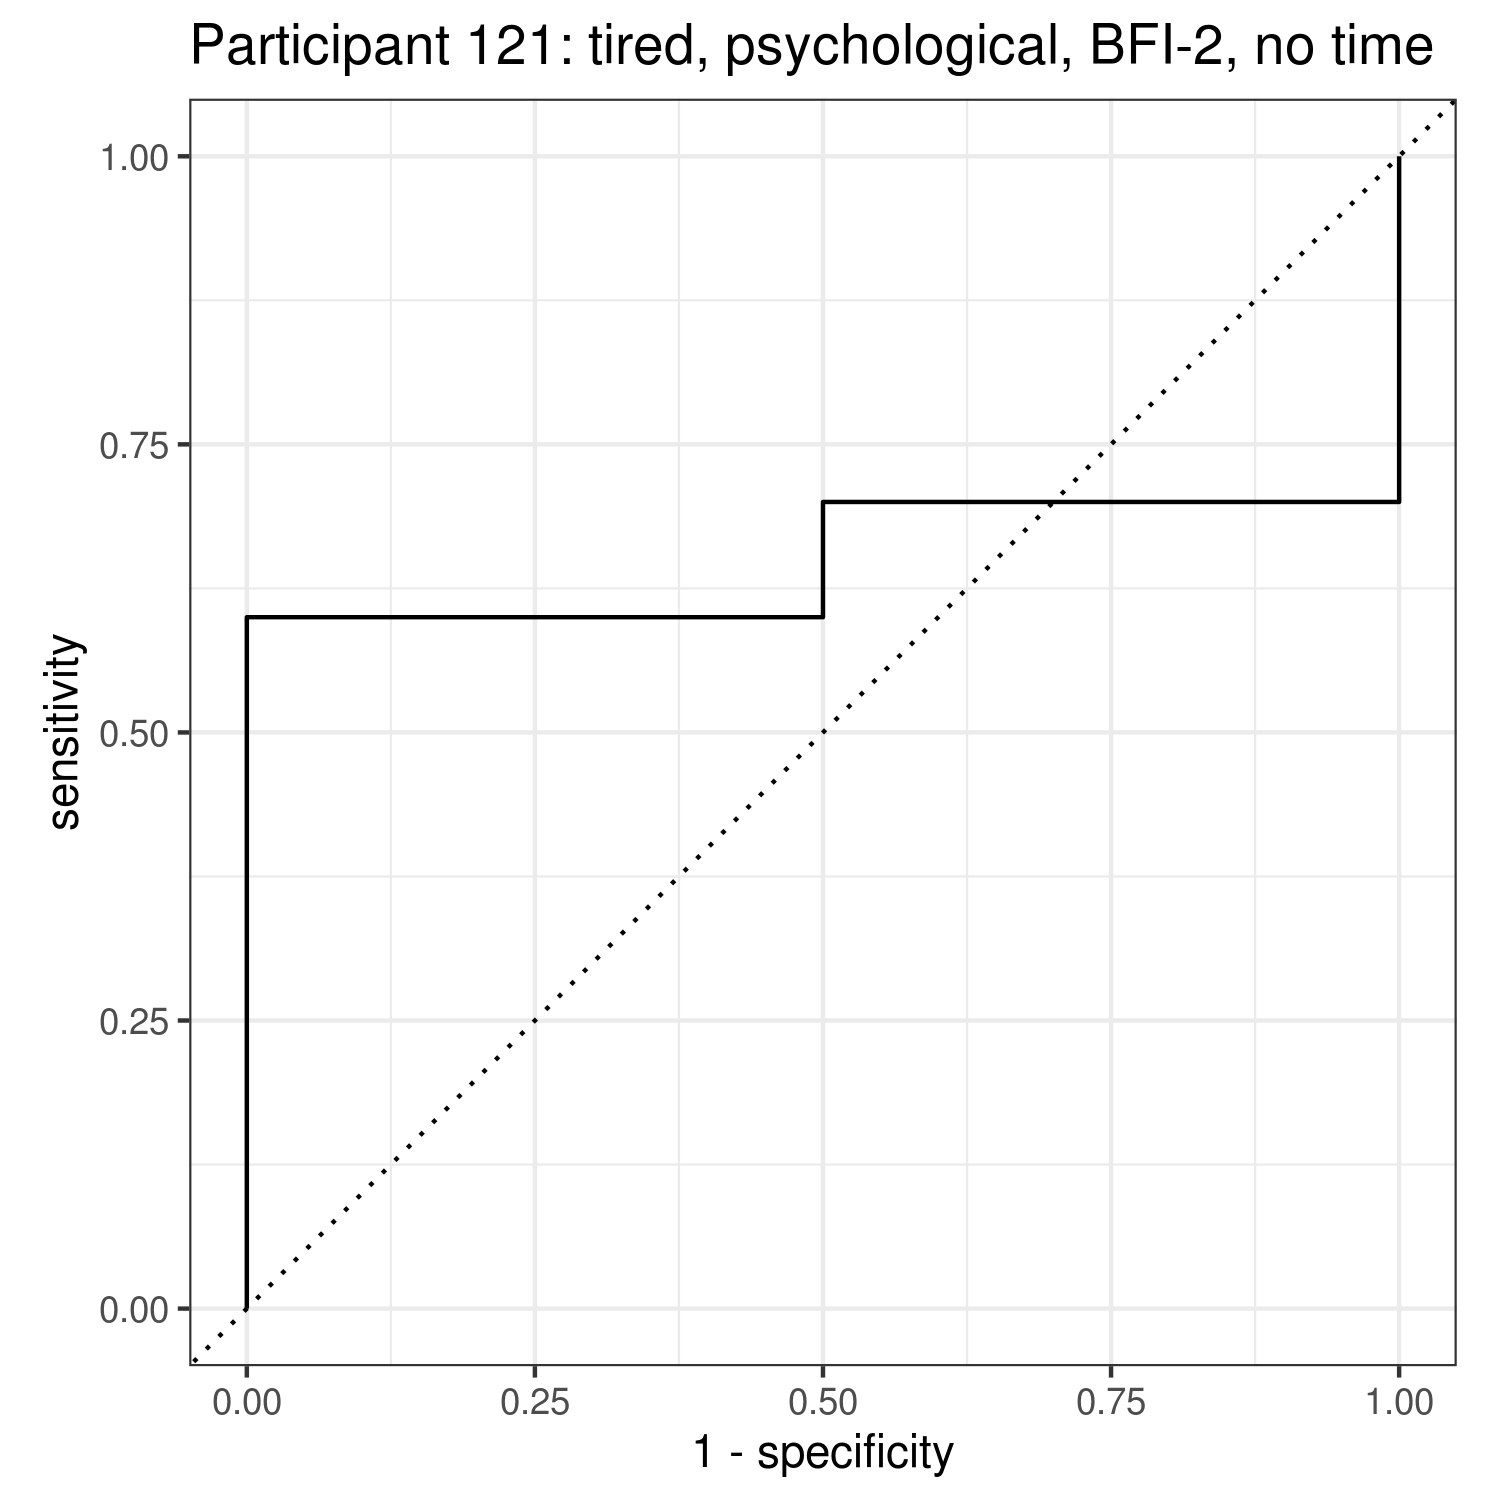 Participant 121: tired, psychological, BFI-2, no time
1.00
0.75
0.50
0.25
0.00
sensitivity
0.00 0.25 0.50 0.75 1.00
1 - specificity